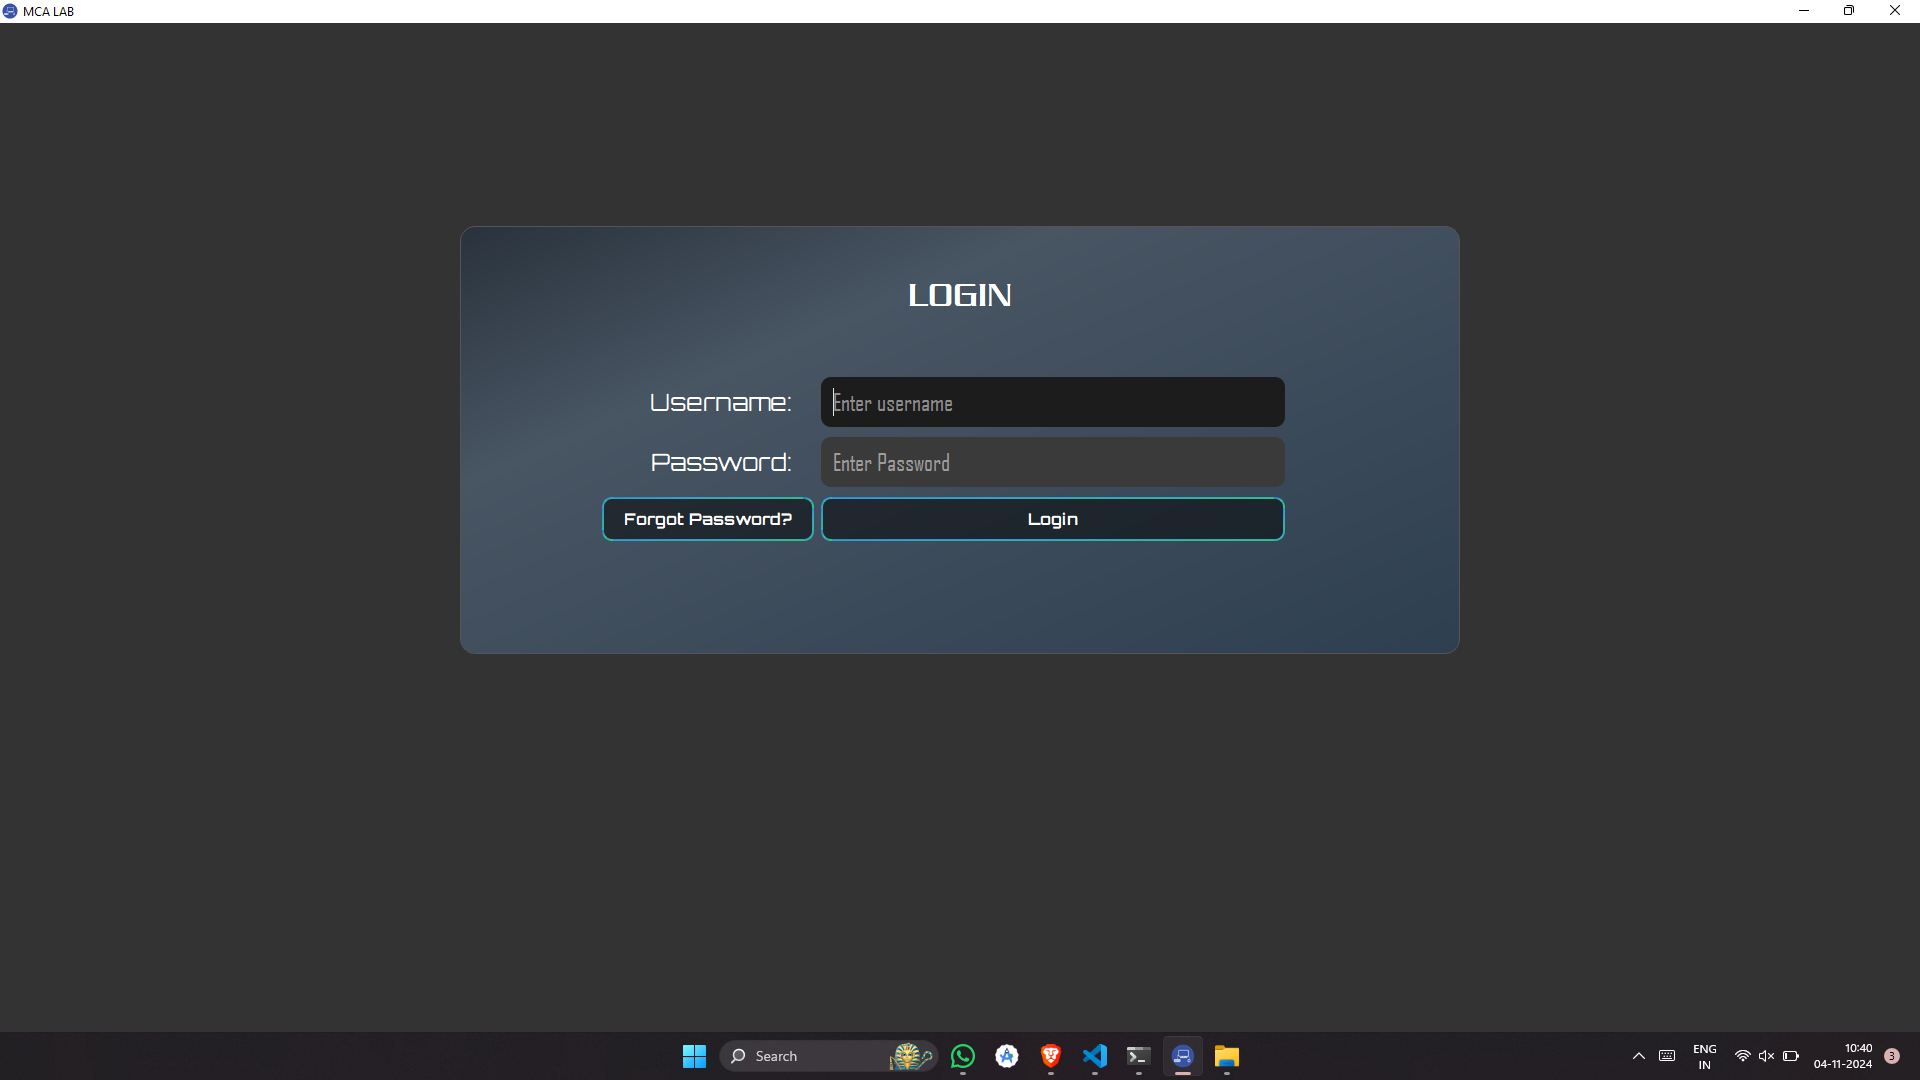 MCA LAB
LOGIN
Username:
Enter username
Password:
Enter Password
Forgot Password?
Login
Search
ENG
IN
10:40
04-11-2024
3